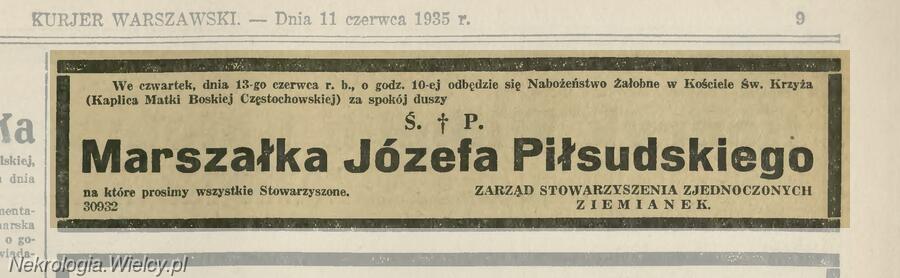 KURJER WARSZAWSKI. — Dnia 11 czerwca 1935 r. 9
We czwartek, dnia 13-go czerwca r. b., o godz. 10-ej odbędzie się Nabożeństwo Żałobne w Kościele Św. Krzyża
(Kaplica Matki Boskiej Częstochowskiej) za spokój duszy
Ś. † P.
Marszałka Józefa Piłsudskiego
na które prosimy wszystkie Stowarzyszone. ZARZĄD STOWARZYSZENIA ZJEDNOCZONYCH
30932 ZIEMIANEK.
Nekrologia.Wielcy.pl